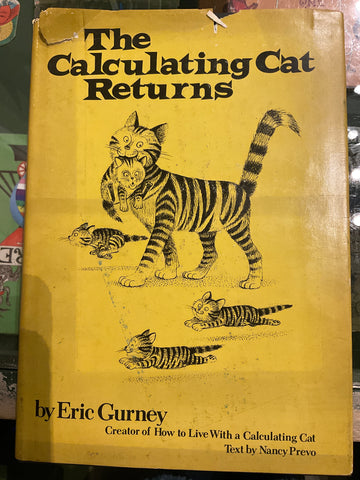 The
Calculating Cat
Returns
by Eric Gurney
Creator of How to Live With a Calculating Cat
Text by Nancy Prevo